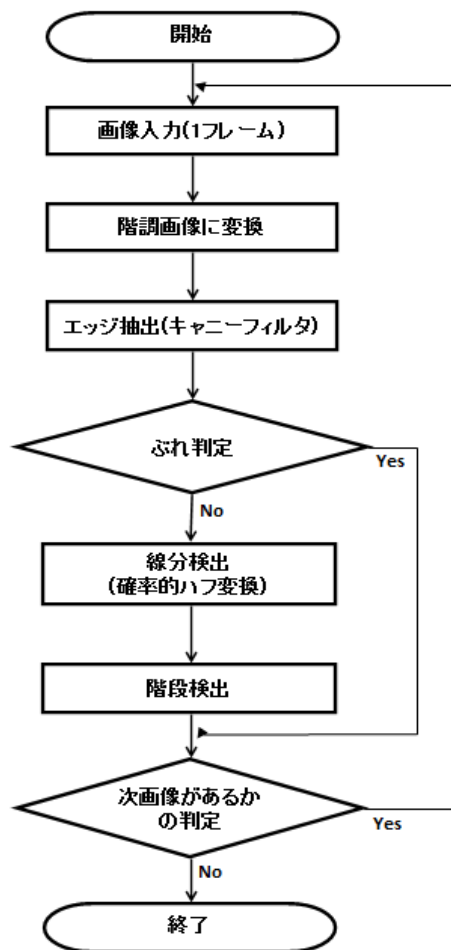 開始
画像入力(1フレーム)
階調画像に変換
エッジ抽出(キャニーフィルタ)
ぶれ判定
Yes
No
線分検出
(確率的ハフ変換)
階段検出
次画像があるか
の判定
Yes
No
終了